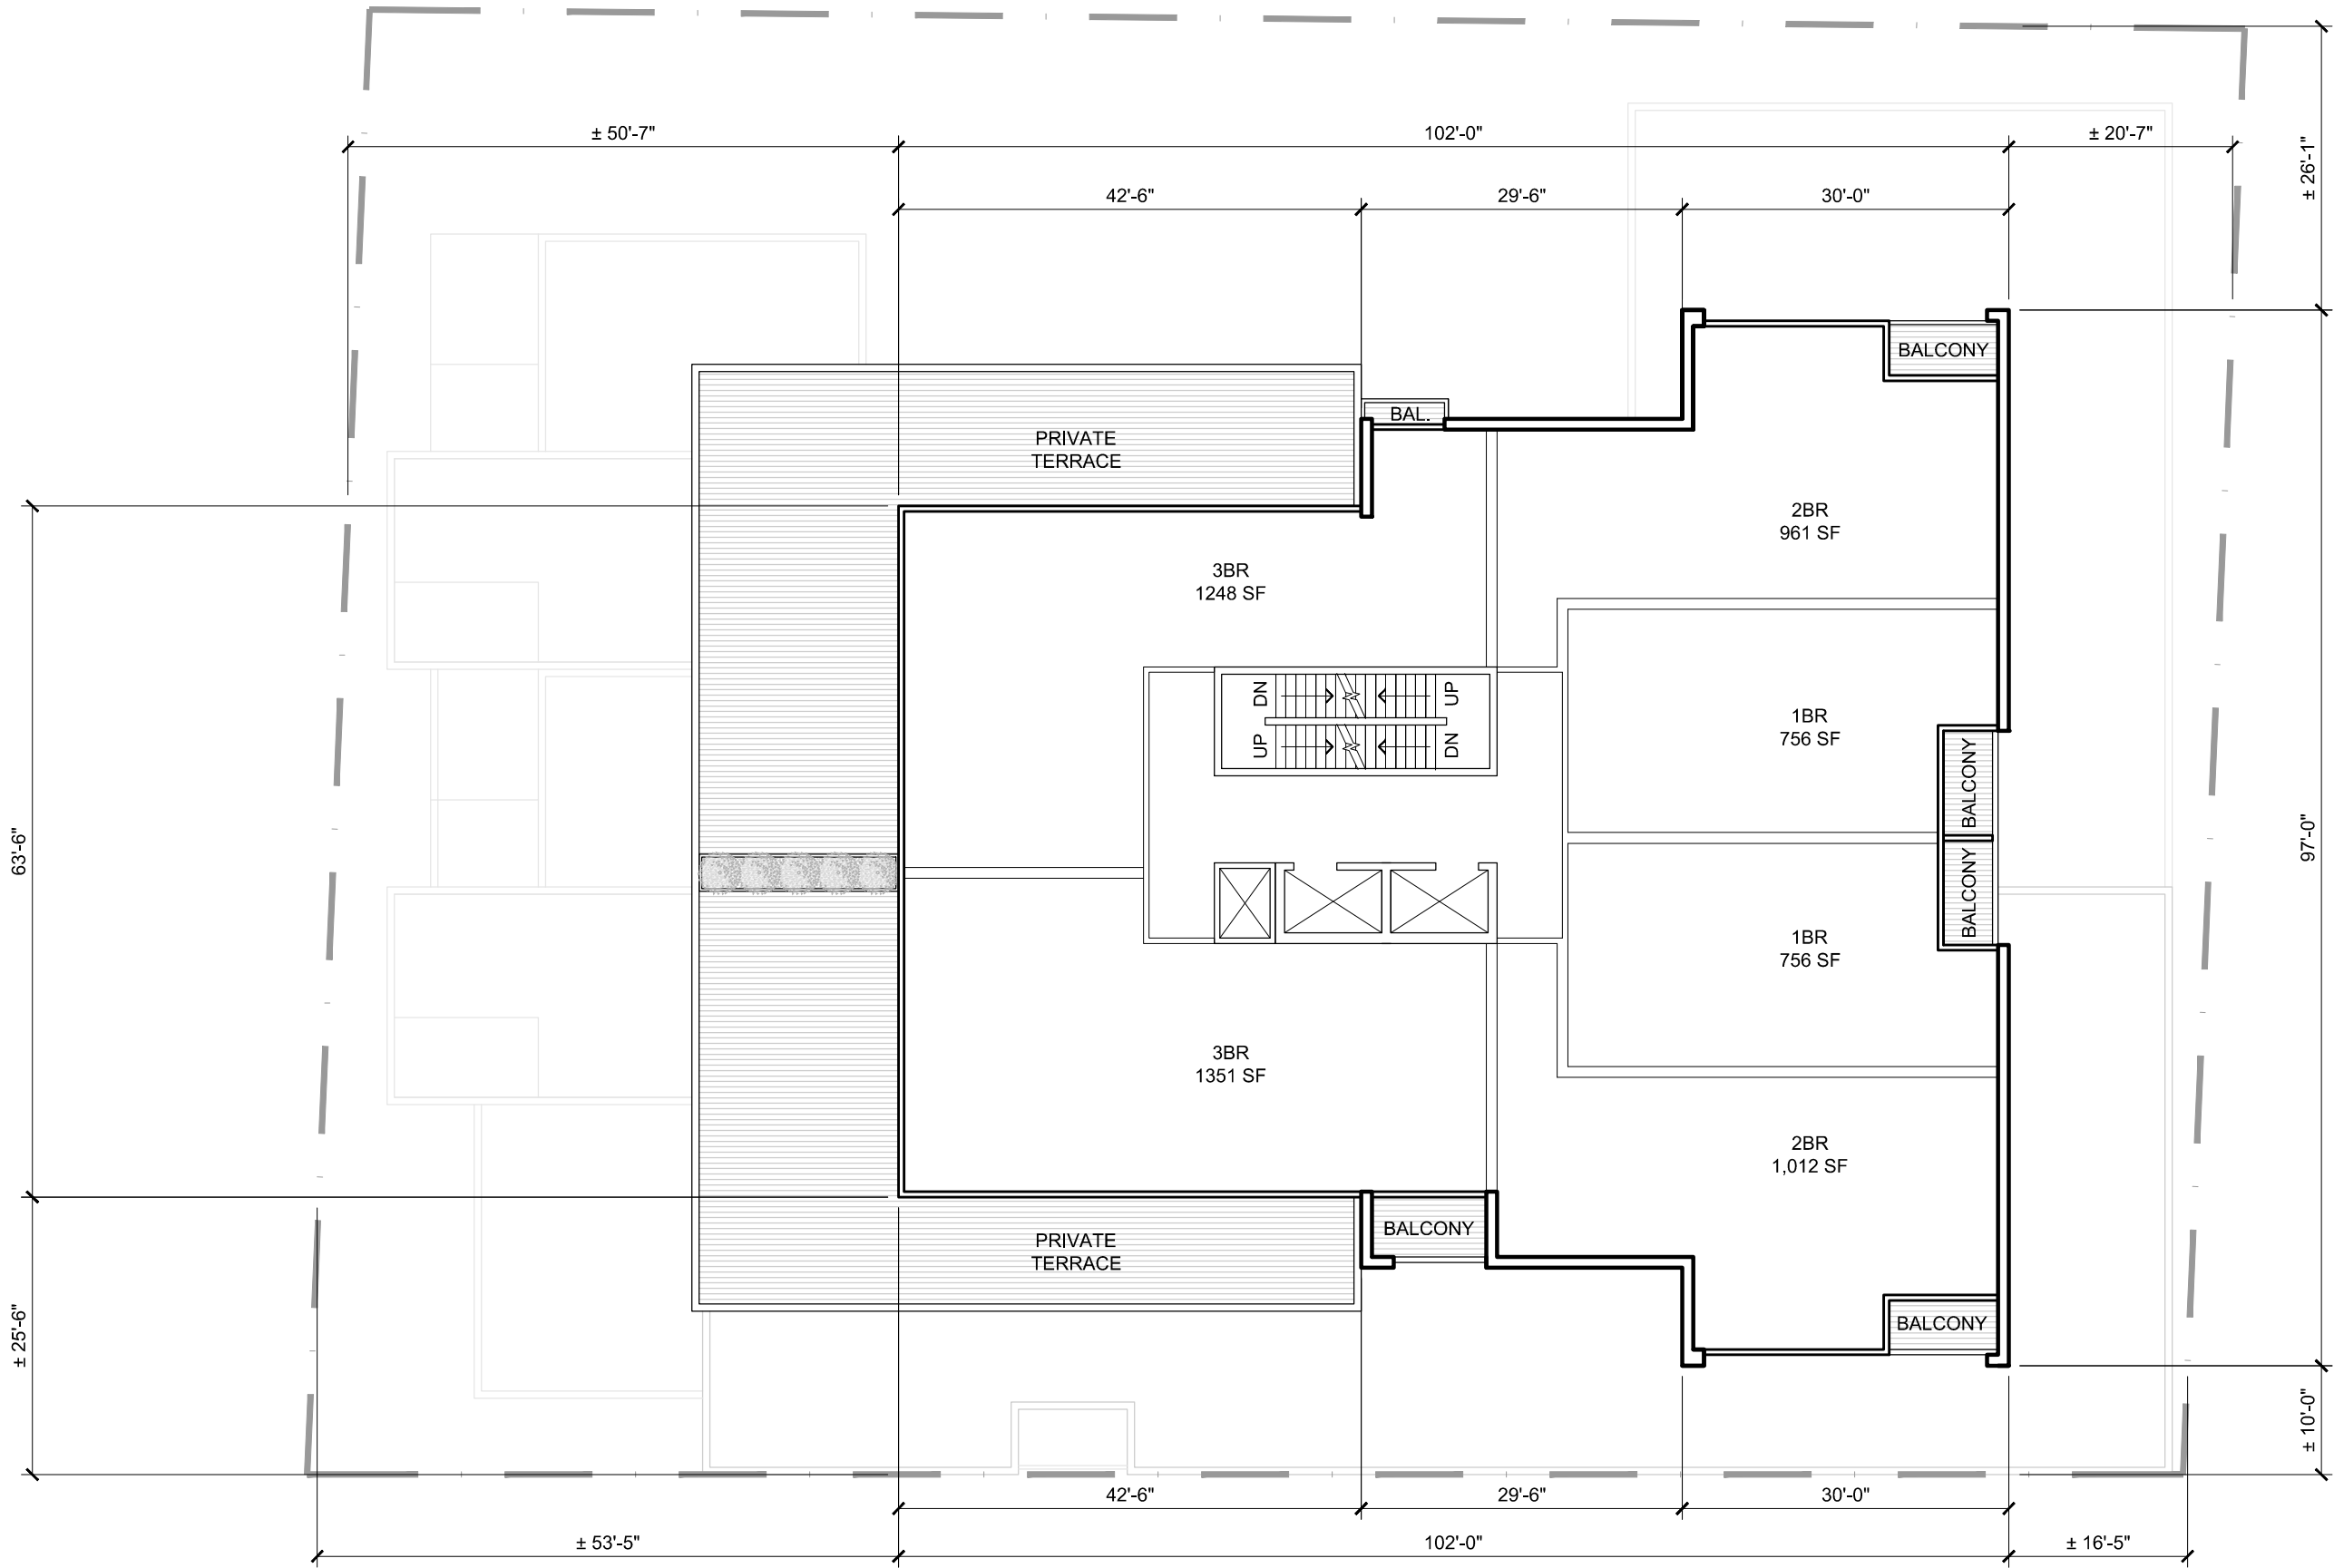 ± 50'-7"
102'-0"
± 20'-7"
± 26'-1"
42'-6"
29'-6"
30'-0"
BALCONY
BAL.
PRIVATE
TERRACE
2BR
961 SF
3BR
1248 SF
DN
UP
UP
DN
1BR
756 SF
BALCONY
63'-6"
97'-0"
BALCONY
1BR
756 SF
3BR
1351 SF
2BR
1,012 SF
BALCONY
PRIVATE
TERRACE
BALCONY
± 25'-6"
± 10'-0"
42'-6"
29'-6"
30'-0"
± 53'-5"
102'-0"
± 16'-5"